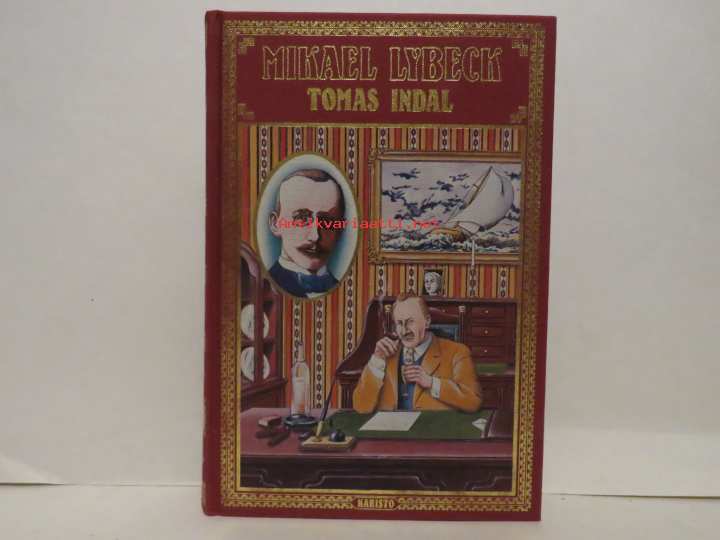 MIKAEL LYBECK
TOMAS INDAL
Antikvariaatti.net
KARISTO